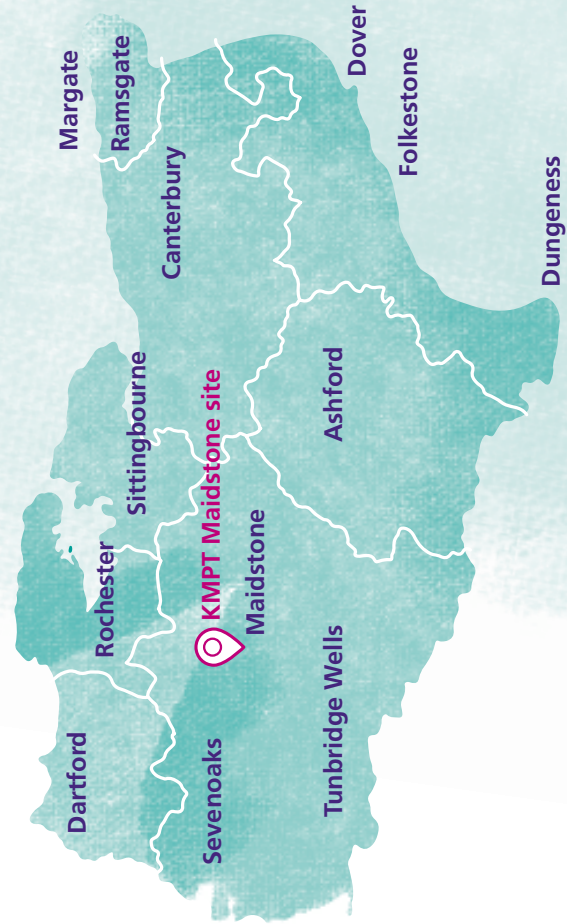 Margate
Dartford
Rochester
Ramsgate
Sittingbourne
Canterbury
Sevenoaks
KMPT Maidstone site
Maidstone
Tunbridge Wells
Ashford
Dover
Folkestone
Dungeness